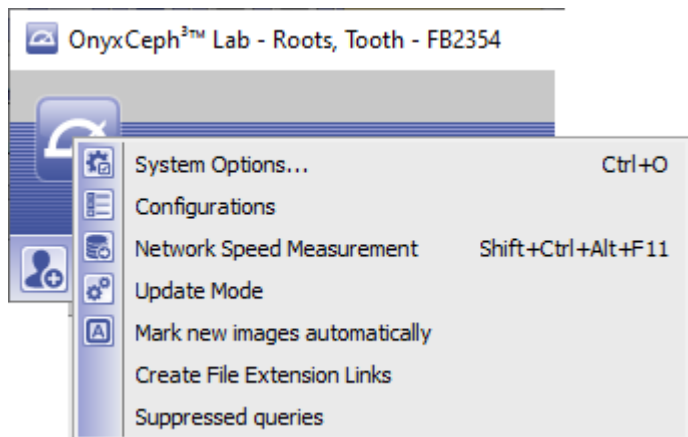 OnyxCeph³™ Lab - Roots, Tooth - FB2354
System Options... Ctrl+O
Configurations
Network Speed Measurement Shift+Ctrl+Alt+F11
Update Mode
A Mark new images automatically
Create File Extension Links
Suppressed queries